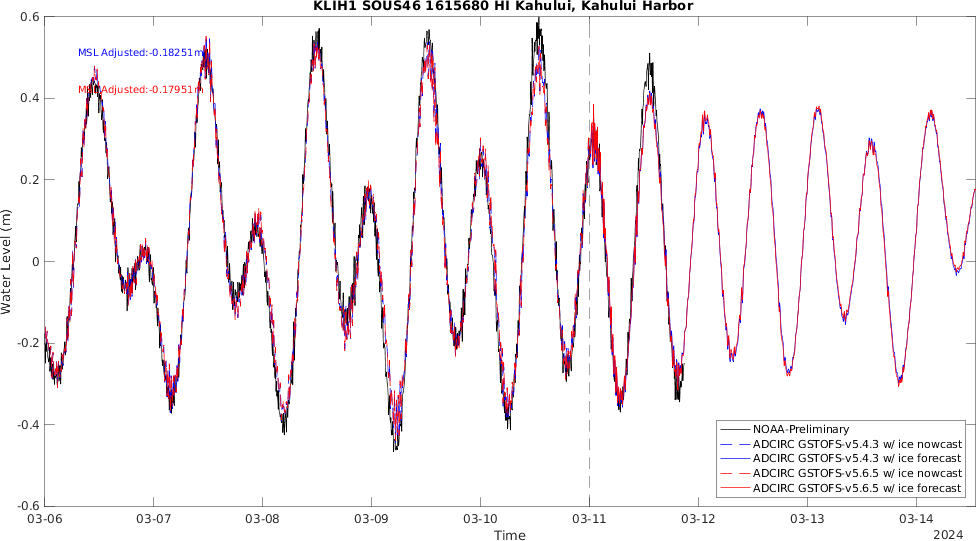 KLIH1 SOUS46 1615680 HI Kahului, Kahului Harbor
0.6
0.4
0.2
0
-0.2
-0.4
-0.6
Water Level (m)
MSL Adjusted:-0.18251m
MSL Adjusted:-0.17951m
NOAA-Preliminary
ADCIRC GSTOFS-v5.4.3 w/ ice nowcast
ADCIRC GSTOFS-v5.4.3 w/ ice forecast
ADCIRC GSTOFS-v5.6.5 w/ ice nowcast
ADCIRC GSTOFS-v5.6.5 w/ ice forecast
03-06 03-07 03-08 03-09 03-10 03-11 03-12 03-13 03-14
Time
2024